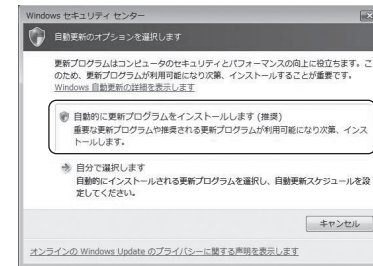 Windows セキュリティ センター
自動更新のオプションを選択します
更新プログラムはコンピュータのセキュリティとパフォーマンスの向上に役立ちます。こ
のため、更新プログラムが利用可能になり次第、インストールすることが重要です。
Windows 自動更新の詳細を表示します
自動的に更新プログラムをインストールします (推奨)
重要な更新プログラムや推奨される更新プログラムが利用可能になり次第、インス
トールします。
自分で選択します
自動的にインストールされる更新プログラムを選択し、自動更新スケジュールを設
定してください。
キャンセル
オンラインの Windows Update のプライバシーに関する声明を表示します